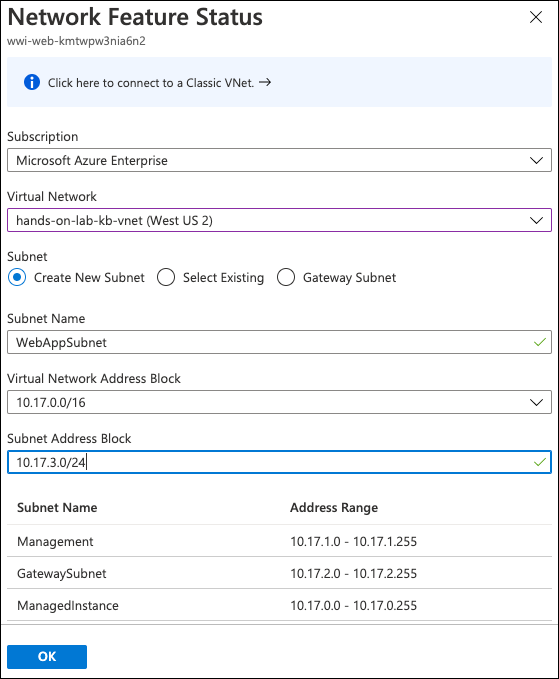 Network Feature Status
wwi-web-kmtwpw3nia6n2
Click here to connect to a Classic VNet. →
Subscription
Microsoft Azure Enterprise
Virtual Network
hands-on-lab-kb-vnet (West US 2)
Subnet
Create New Subnet Select Existing Gateway Subnet
Subnet Name
WebAppSubnet
Virtual Network Address Block
10.17.0.0/16
Subnet Address Block
10.17.3.0/24
Subnet Name Address Range
Management 10.17.1.0 - 10.17.1.255
GatewaySubnet 10.17.2.0 - 10.17.2.255
ManagedInstance 10.17.0.0 - 10.17.0.255
OK